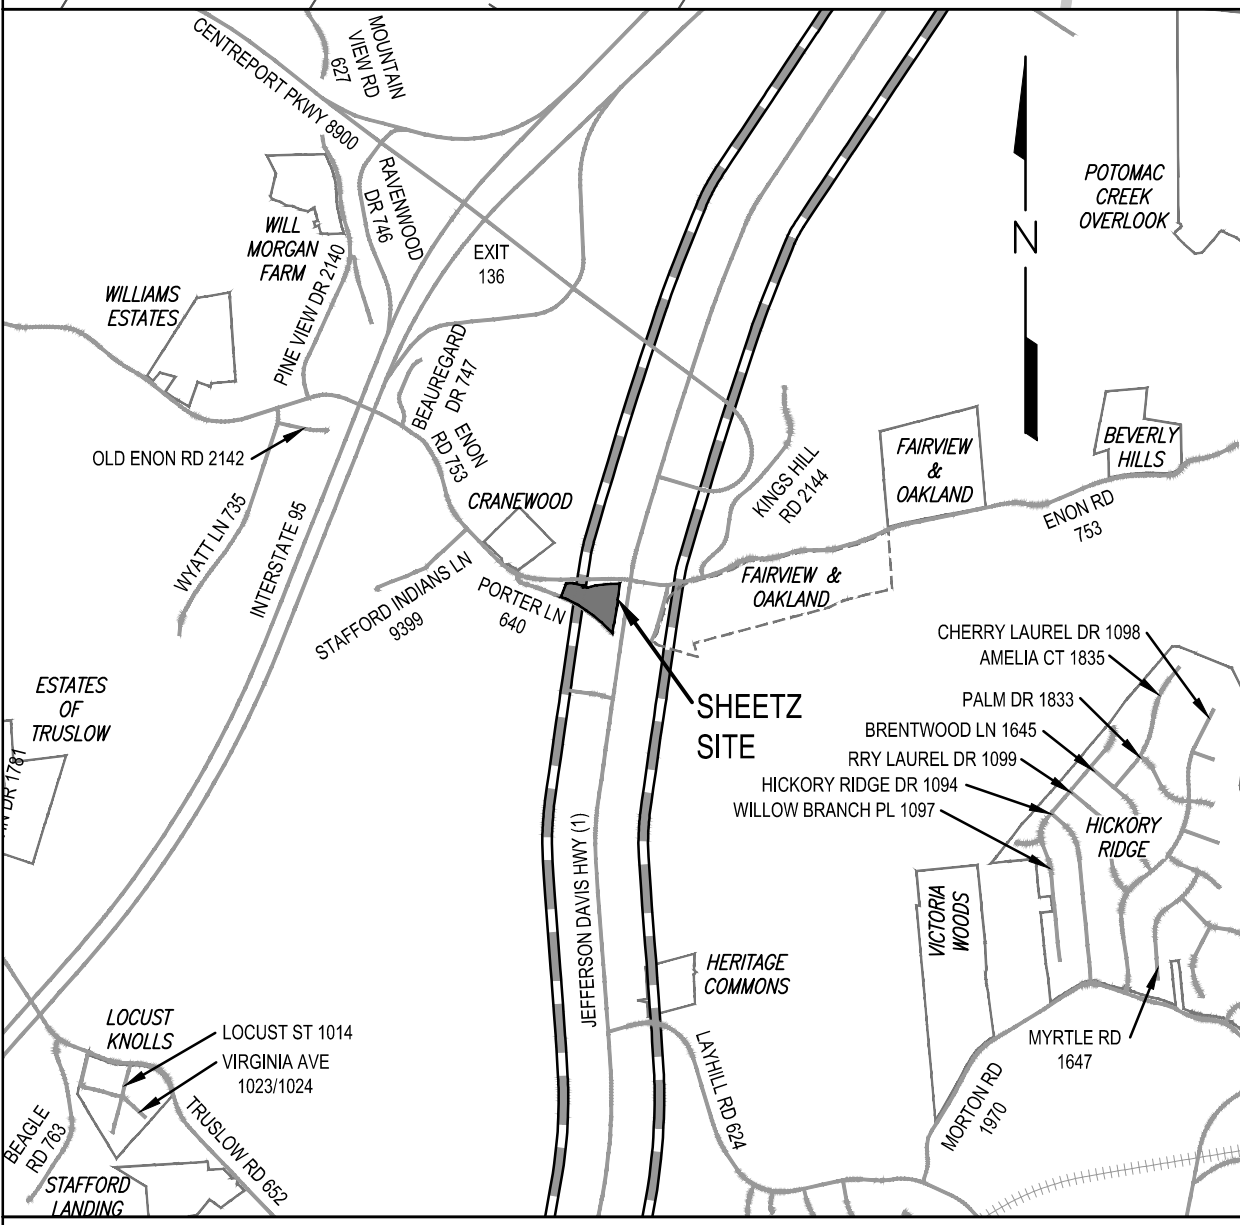 MOUNTAIN
VIEW RD
627
CENTREPORT PKWY 8900
RAVENWOOD
DR 746
WILL
MORGAN
FARM
EXIT
136
N
POTOMAC
CREEK
OVERLOOK
WILLIAMS
ESTATES
PINE VIEW DR 2140
BEAUREGARD
DR 747
ENON
RD 753
OLD ENON RD 2142
WYATT LN 735
INTERSTATE 95
CRANEWOOD
KINGS HILL
RD 2144
FAIRVIEW
&
OAKLAND
BEVERLY
HILLS
ENON RD
753
STAFFORD INDIANS LN
9399
PORTER LN
640
FAIRVIEW &
OAKLAND
SHEETZ
SITE
ESTATES
OF
TRUSLOW
IN DR 1781
CHERRY LAUREL DR 1098
AMELIA CT 1835
PALM DR 1833
BRENTWOOD LN 1645
RRY LAUREL DR 1099
HICKORY RIDGE DR 1094
WILLOW BRANCH PL 1097
HICKORY
RIDGE
VICTORIA
WOODS
JEFFERSON DAVIS HWY (1)
HERITAGE
COMMONS
LOCUST
KNOLLS
LOCUST ST 1014
VIRGINIA AVE
1023/1024
LAYHILL RD 624
MYRTLE RD
1647
MORTON RD
1970
BEAGLE
RD 763
TRUSLOW RD 652
STAFFORD
LANDING